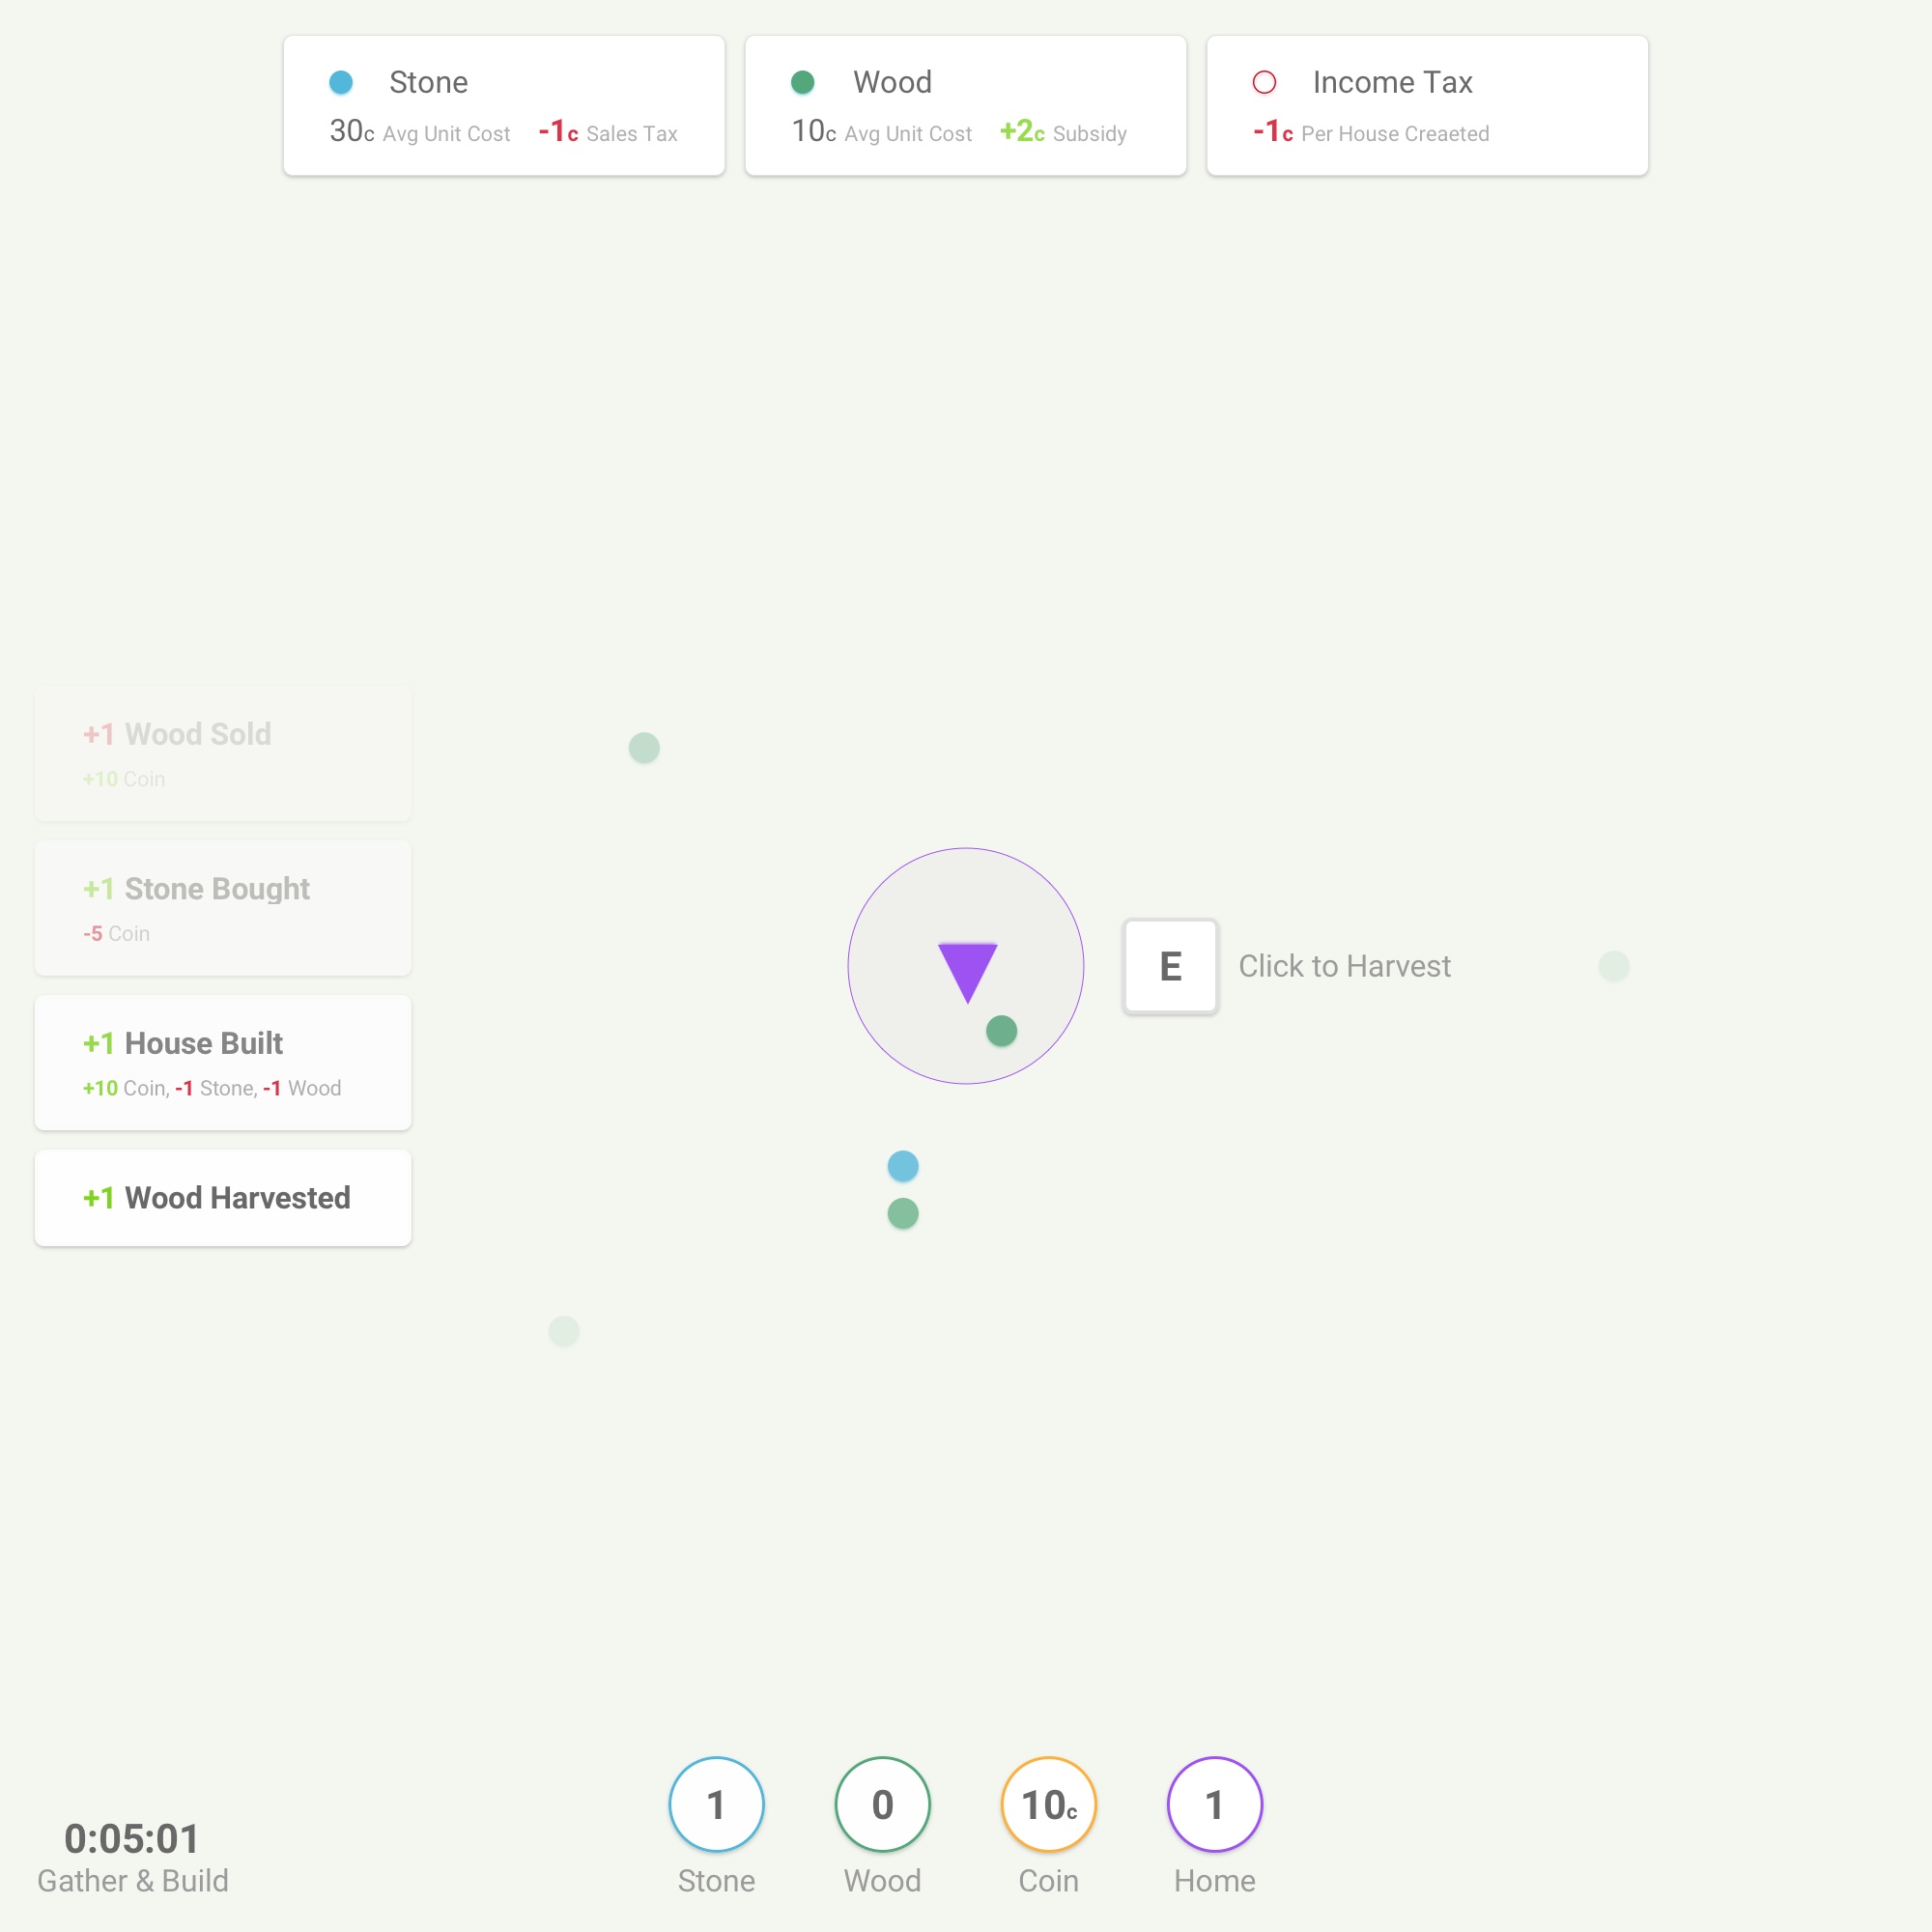 Stone
30c Avg Unit Cost -1c Sales Tax
Wood
10c Avg Unit Cost +2c Subsidy
Income Tax
-1c Per House Creaeted
+1 Wood Sold
+10 Coin
+1 Stone Bought
-5 Coin
+1 House Built
+10 Coin, -1 Stone, -1 Wood
+1 Wood Harvested
E Click to Harvest
0:05:01
Gather & Build
1
Stone
0
Wood
10c
Coin
1
Home